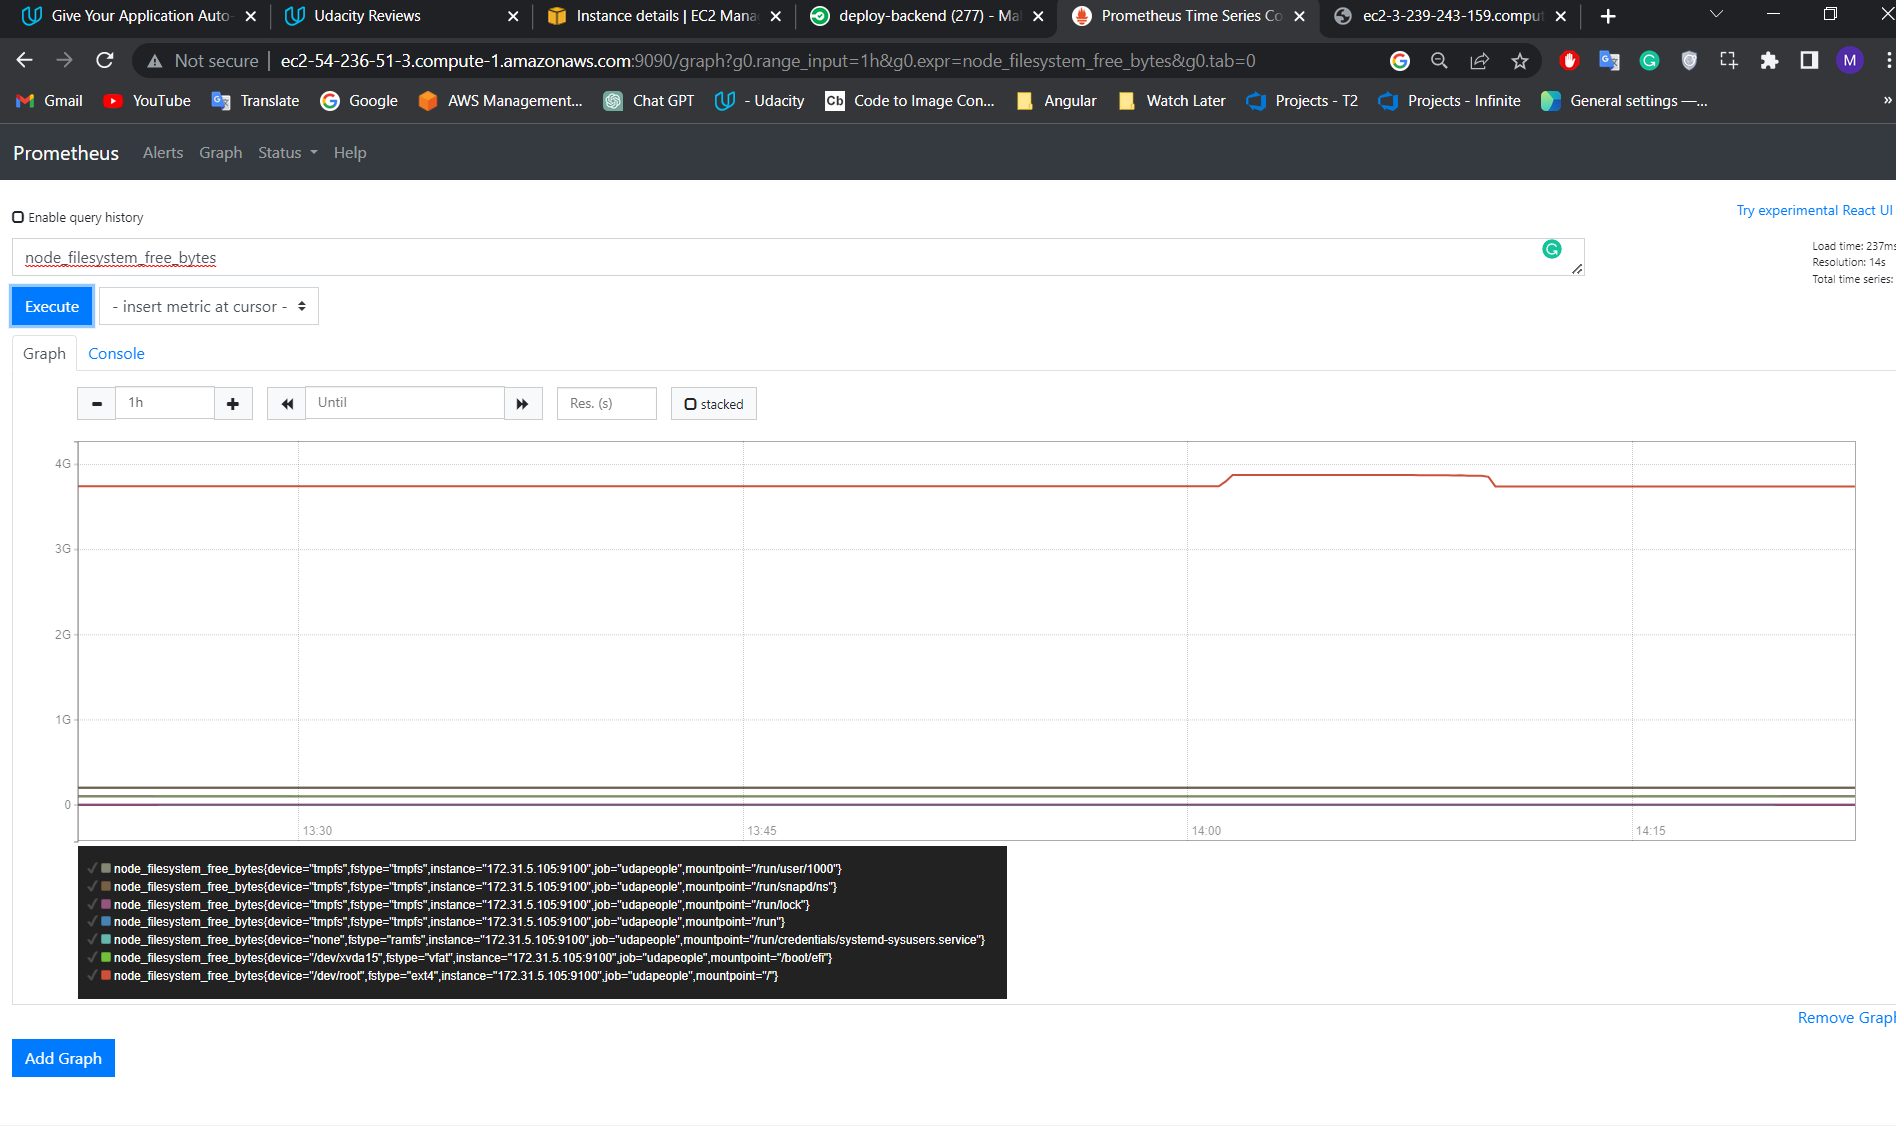 Give Your Application Auto-
Udacity Reviews
Instance details | EC2 Mana
deploy-backend (277) - Ma
Prometheus Time Series Co
ec2-3-239-243-159.comput
Not secure | ec2-54-236-51-3.compute-1.amazonaws.com:9090/graph?g0.range_input=1h&g0.expr=node_filesystem_free_bytes&g0.tab=0
M
Gmail
YouTube
Translate
Google
AWS Management...
Chat GPT
- Udacity
Cb Code to Image Con...
Angular
Watch Later
Projects - T2
Projects - Infinite
General settings —...
»
Prometheus Alerts Graph Status Help
Enable query history
Try experimental React UI
node_filesystem_free_bytes
Load time: 237ms
Resolution: 14s
Total time series:
Execute
- insert metric at cursor -
Graph Console
1h
Until
Res. (s)
stacked
4G
3G
2G
1G
0
13:30
13:45
14:00
14:15
node_filesystem_free_bytes{device="tmpfs",fstype="tmpfs",instance="172.31.5.105:9100",job="udapeople",mountpoint="/run/user/1000"}
node_filesystem_free_bytes{device="tmpfs",fstype="tmpfs",instance="172.31.5.105:9100",job="udapeople",mountpoint="/run/snapd/ns"}
node_filesystem_free_bytes{device="tmpfs",fstype="tmpfs",instance="172.31.5.105:9100",job="udapeople",mountpoint="/run/lock"}
node_filesystem_free_bytes{device="tmpfs",fstype="tmpfs",instance="172.31.5.105:9100",job="udapeople",mountpoint="/run"}
node_filesystem_free_bytes{device="none",fstype="ramfs",instance="172.31.5.105:9100",job="udapeople",mountpoint="/run/credentials/systemd-sysusers.service"}
node_filesystem_free_bytes{device="/dev/xvda15",fstype="vfat",instance="172.31.5.105:9100",job="udapeople",mountpoint="/boot/efi"}
node_filesystem_free_bytes{device="/dev/root",fstype="ext4",instance="172.31.5.105:9100",job="udapeople",mountpoint="/"}
Remove Graph
Add Graph